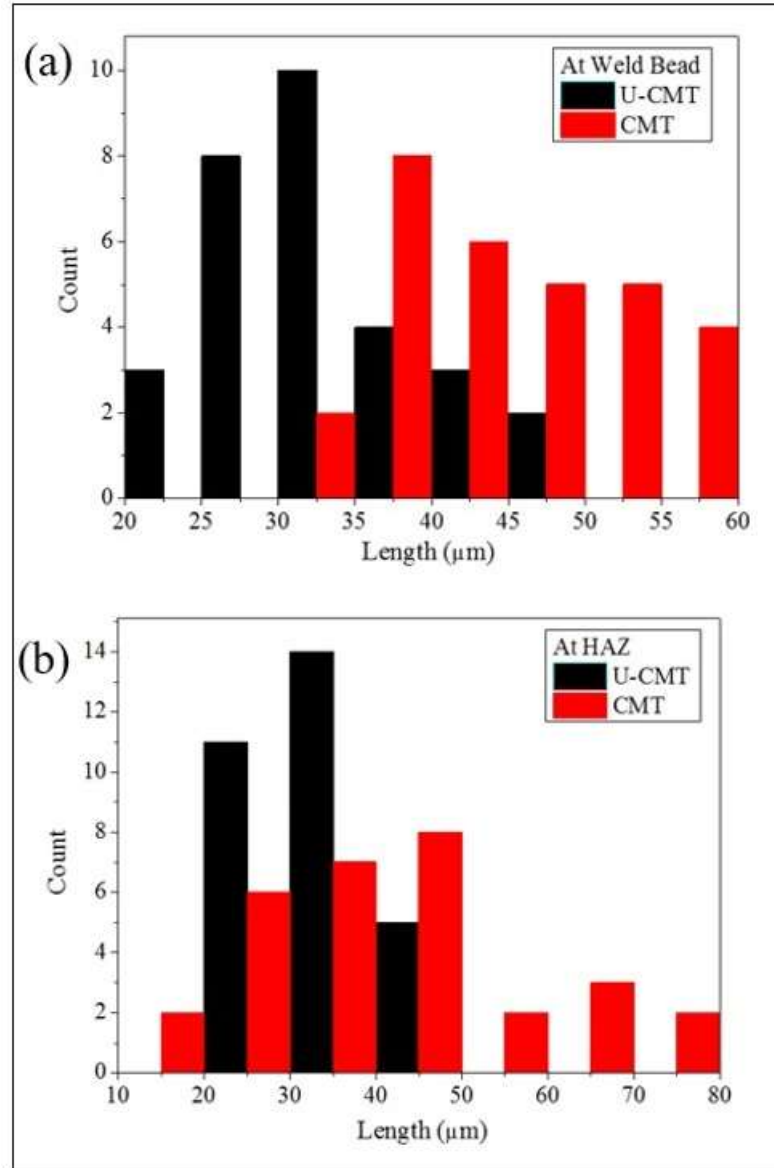 (a)
At Weld Bead
U-CMT
CMT
10
8
6
4
2
0
Count
20 25 30 35 40 45 50 55 60
Length (µm)
(b)
At HAZ
U-CMT
CMT
14
12
10
8
6
4
2
0
Count
10 20 30 40 50 60 70 80
Length (µm)